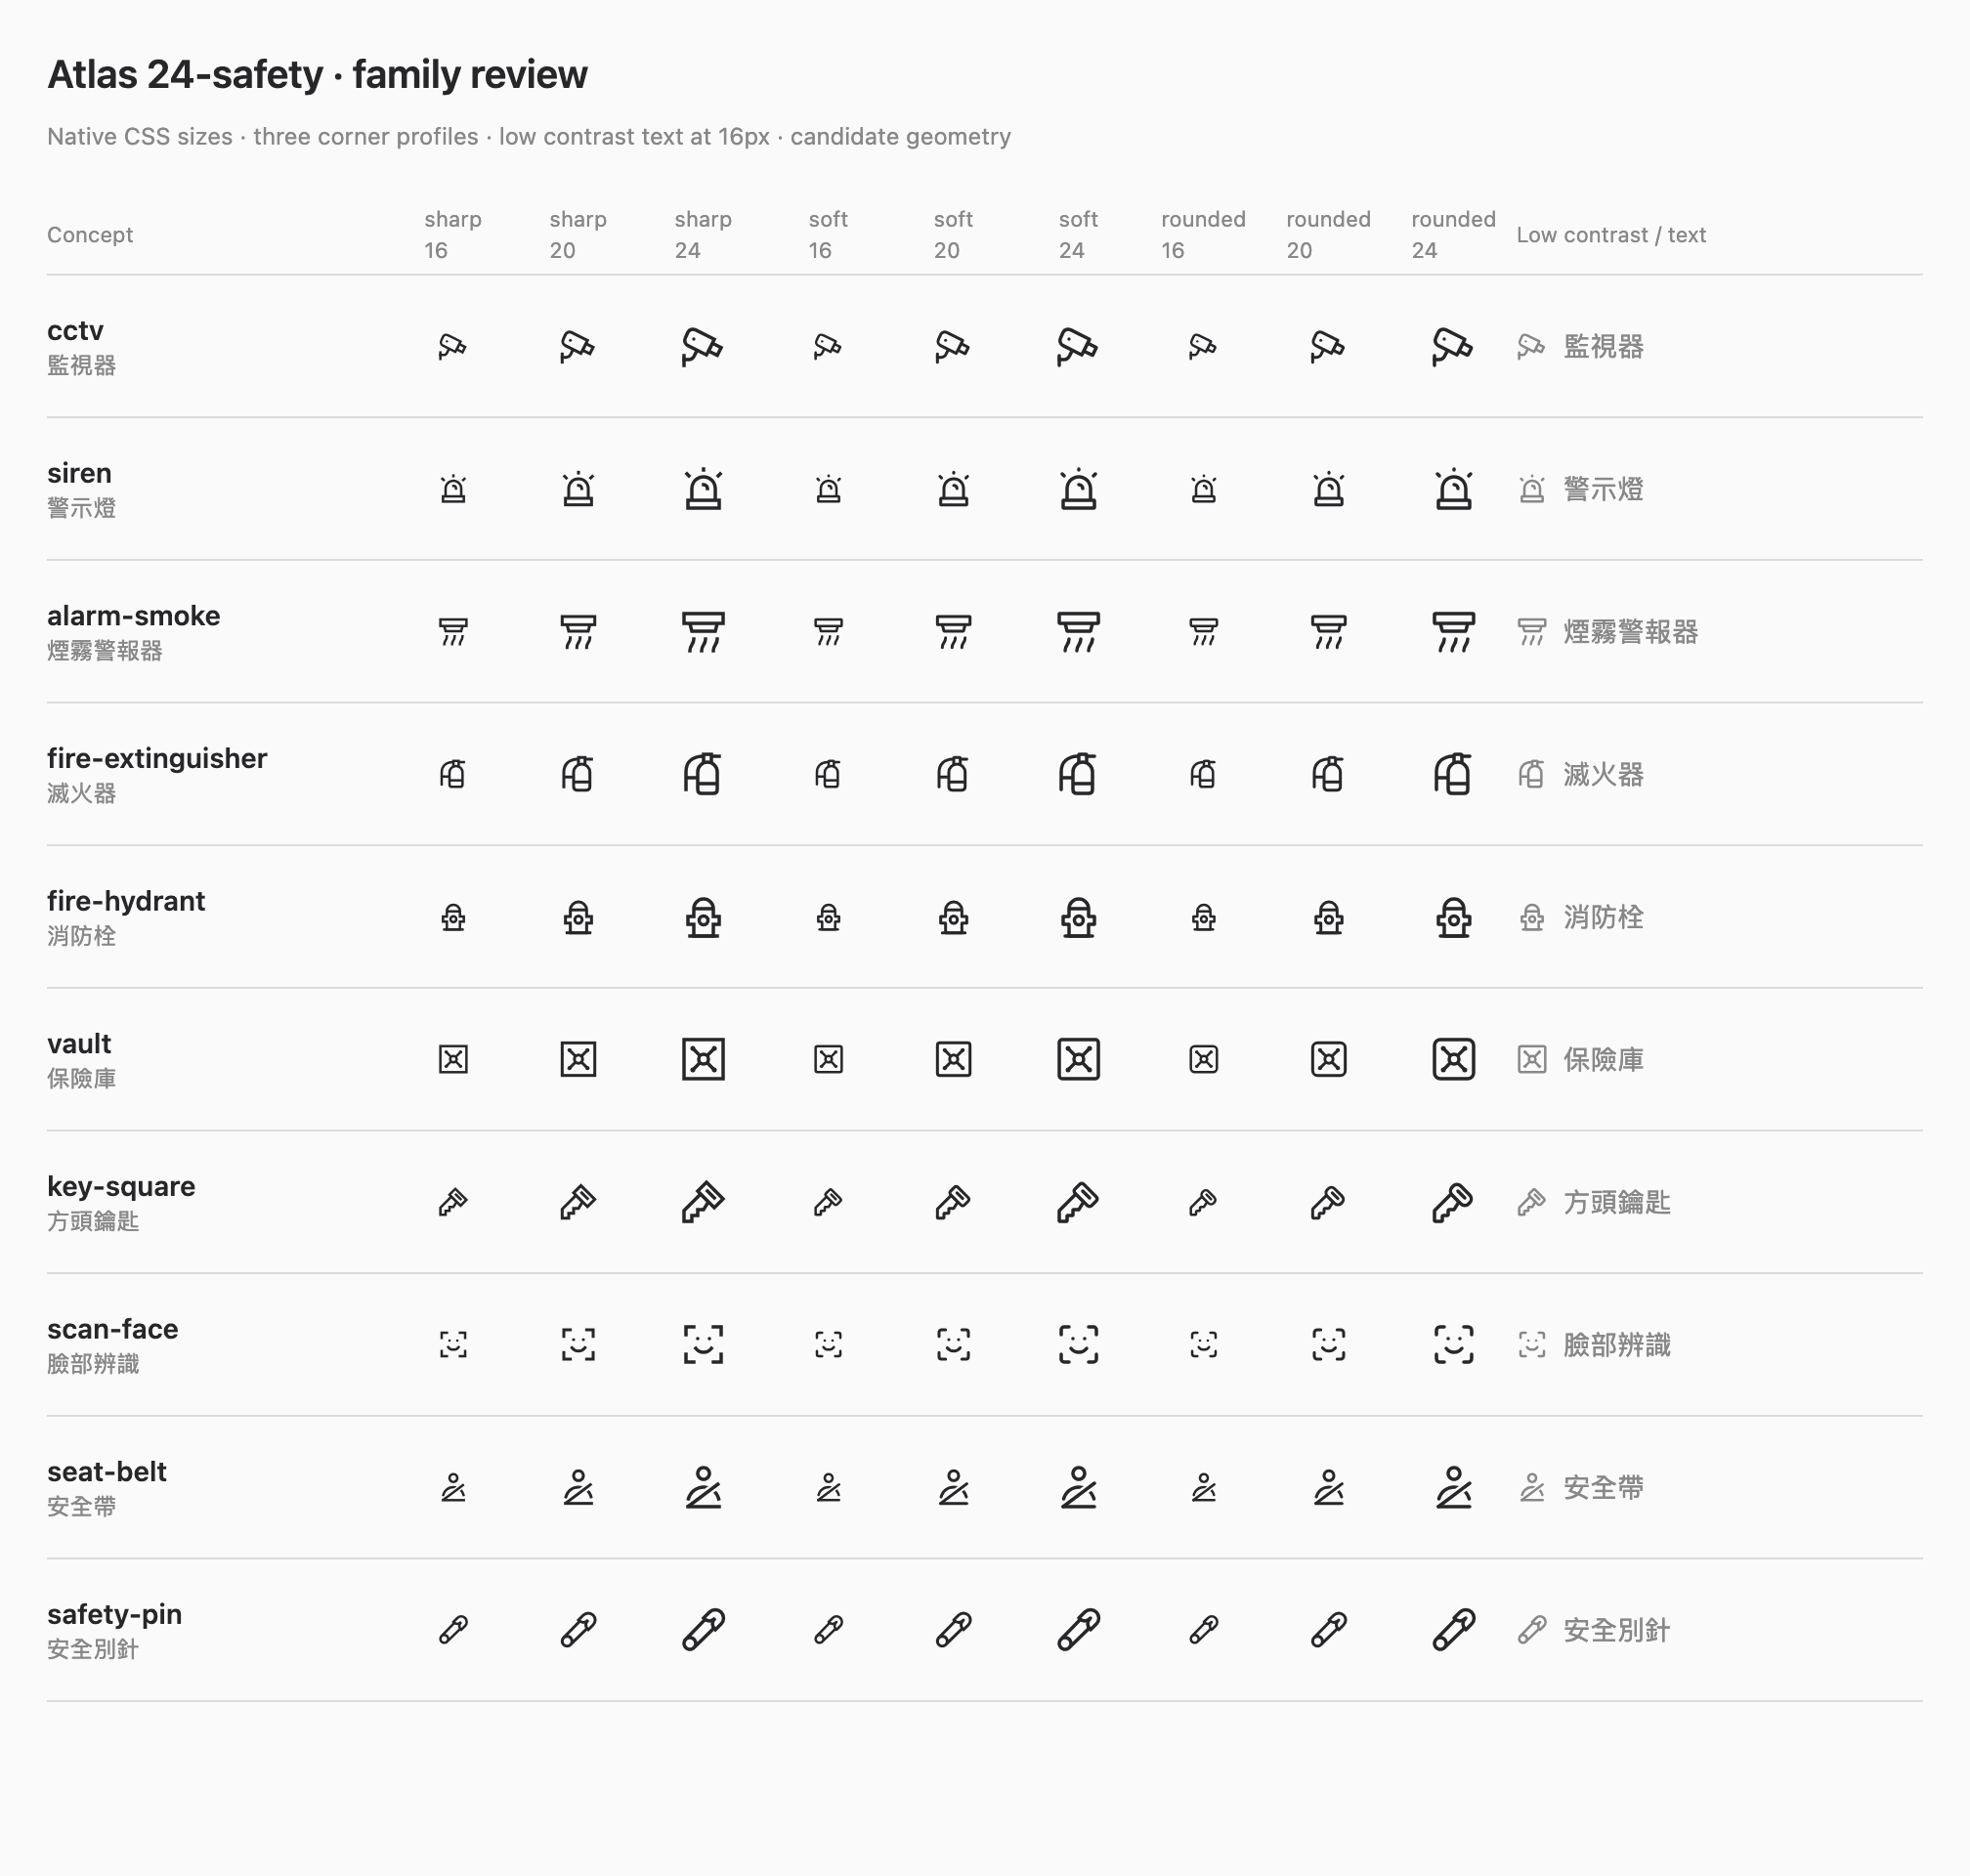 Atlas 24-safety · family review
Native CSS sizes · three corner profiles · low contrast text at 16px · candidate geometry
Concept
sharp 16
sharp 20
sharp 24
soft 16
soft 20
soft 24
rounded 16
rounded 20
rounded 24
Low contrast / text
cctv
監視器
監視器
siren
警示燈
警示燈
alarm-smoke
煙霧警報器
煙霧警報器
fire-extinguisher
滅火器
滅火器
fire-hydrant
消防栓
消防栓
vault
保險庫
保險庫
key-square
方頭鑰匙
方頭鑰匙
scan-face
臉部辨識
臉部辨識
seat-belt
安全帶
安全帶
safety-pin
安全別針
安全別針